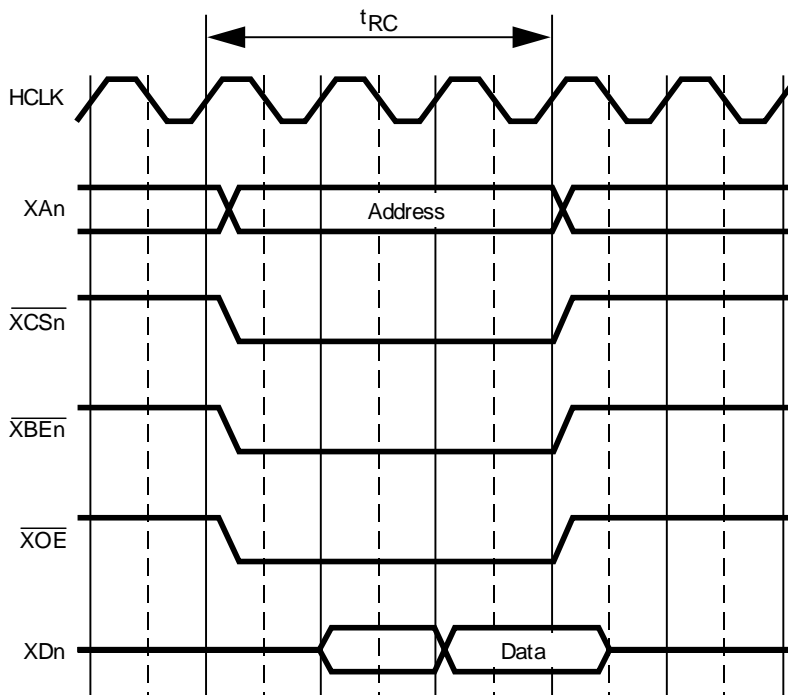 tRC
HCLK
XAn
Address
XCSn
XBEn
XOE
XDn
Data